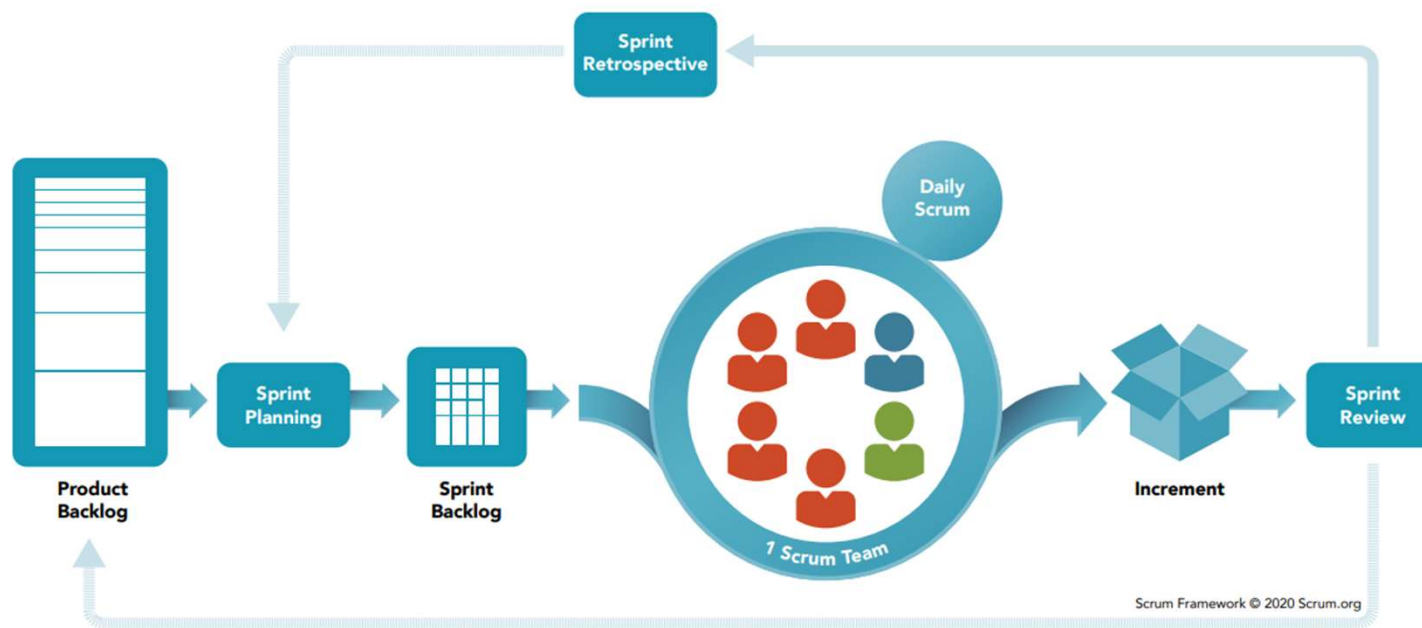 Sprint
Retrospective
Daily
Scrum
Sprint
Planning
Sprint
Review
Product
Backlog
Sprint
Backlog
Increment
1 Scrum Team
Scrum Framework © 2020 Scrum.org